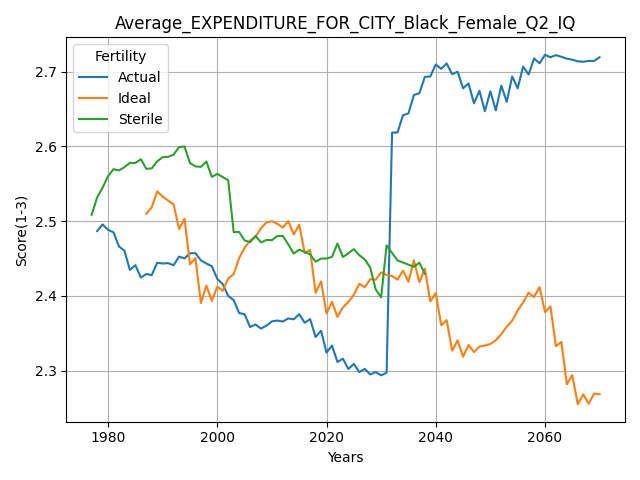 Average_EXPENDITURE_FOR_CITY_Black_Female_Q2_IQ
Fertility
Actual
Ideal
Sterile
Score(1-3)
2.7
2.6
2.5
2.4
2.3
1980 2000 2020 2040 2060
Years